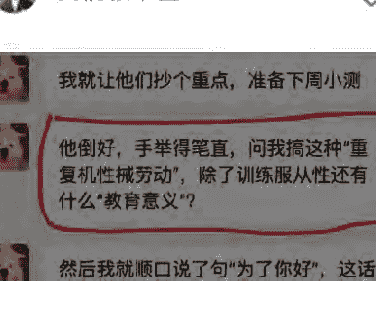 我就让他们抄个重点，准备下周小测
他倒好，手举得笔直，问我搞这种“重
复机性械劳动”，除了训练服从性还有
什么“教育意义”？
然后我就顺口说了句“为了你好”，这话